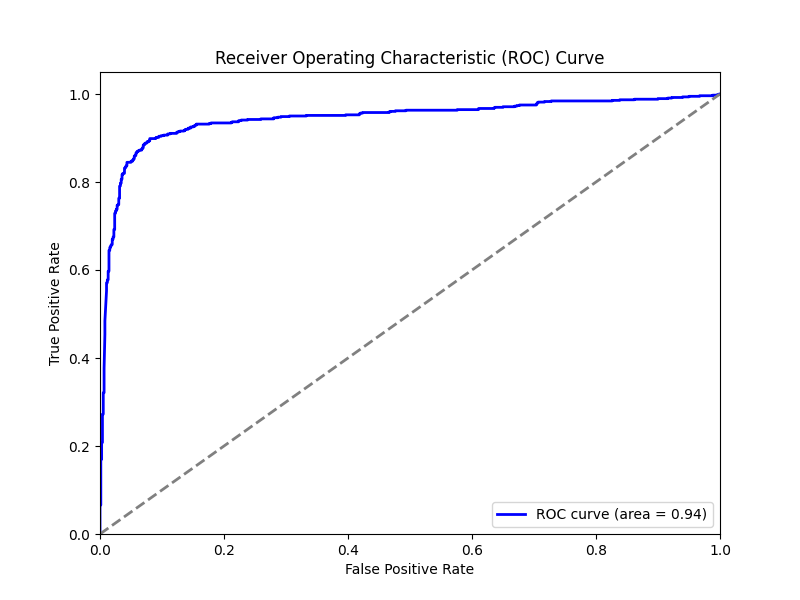 Receiver Operating Characteristic (ROC) Curve
1.0
0.8
0.6
0.4
0.2
0.0
True Positive Rate
ROC curve (area = 0.94)
0.0 0.2 0.4 0.6 0.8 1.0
False Positive Rate